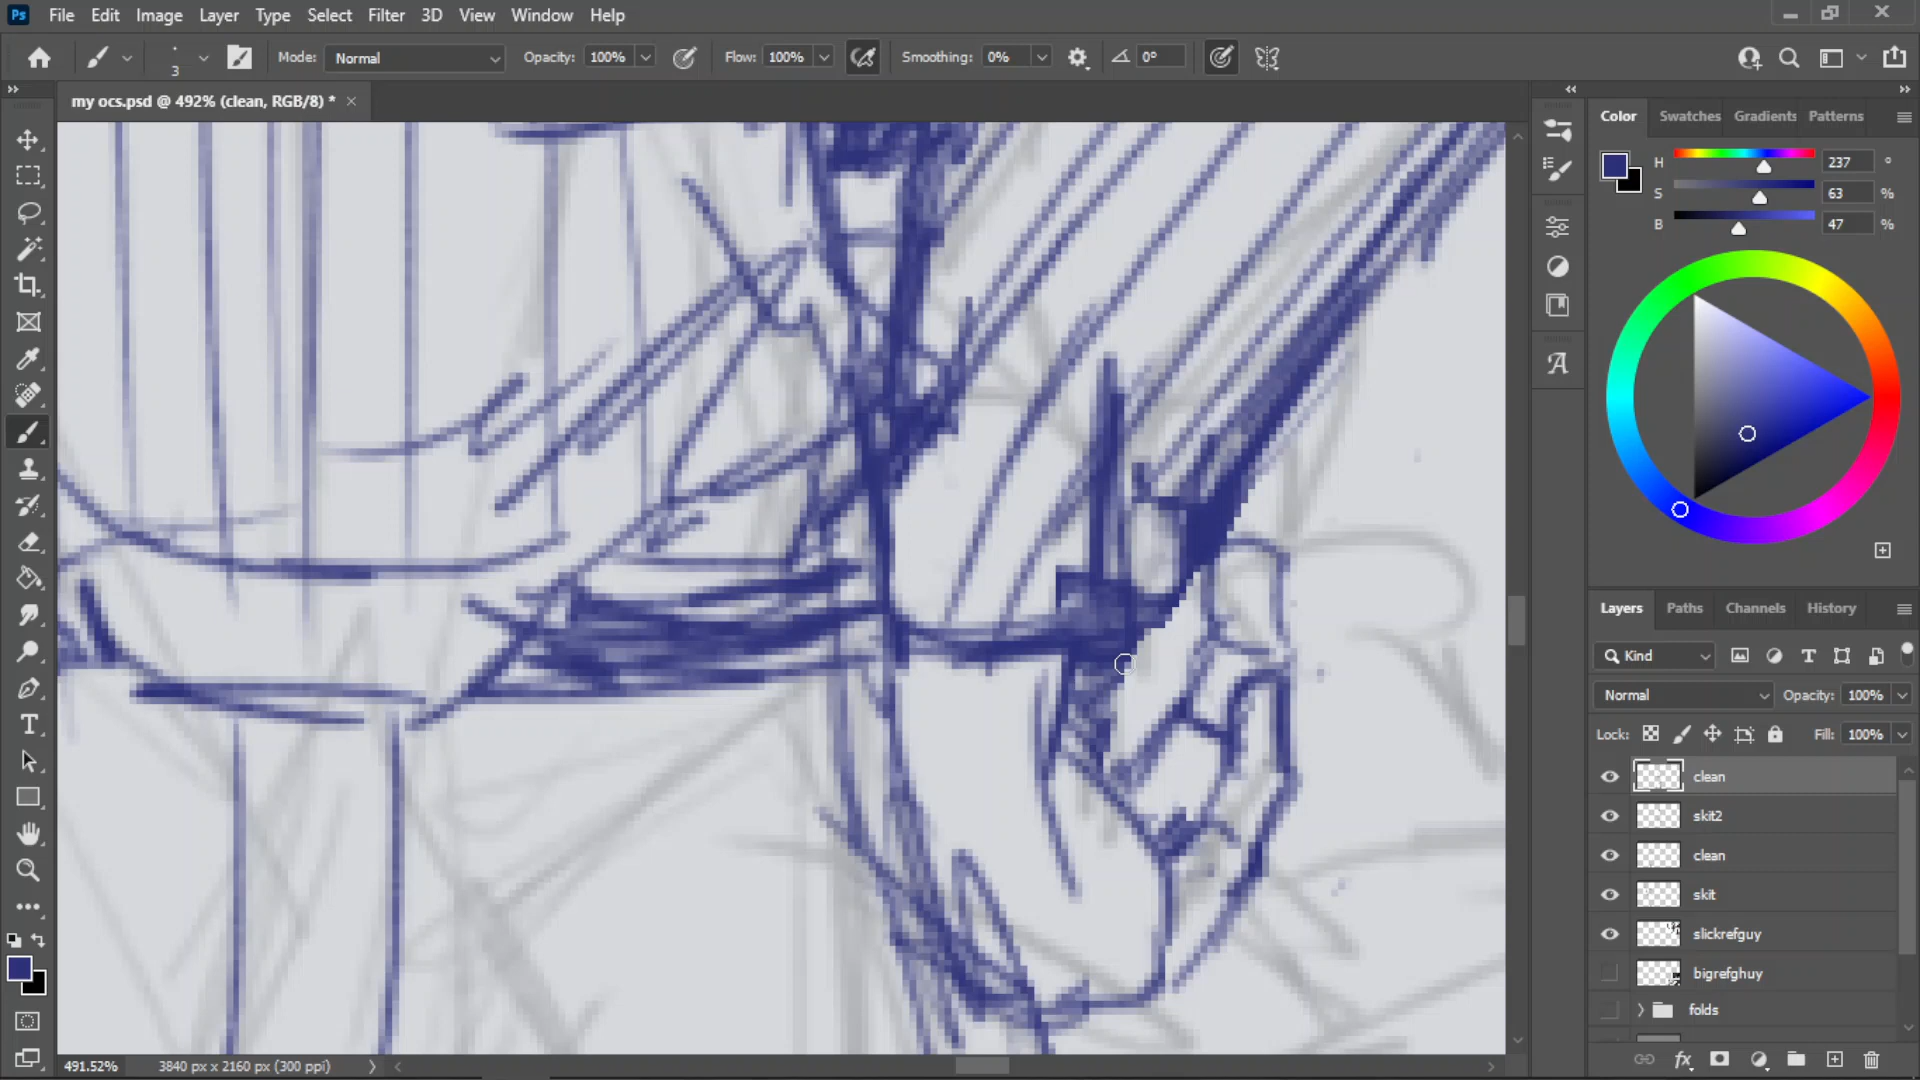 Ps File Edit Image Layer Type Select Filter 3D View Window Help
3 Mode: Normal Opacity: 100% Flow: 100% Smoothing: 0% 0°
my ocs.psd @ 492% (clean, RGB/8) * ×
Color Swatches Gradients Patterns
H 237 °
S 63 %
B 47 %
A
T
Layers Paths Channels History
Kind T
Normal Opacity: 100%
Lock: Fill: 100%
clean
skit2
clean
skit
slickrefguy
bigrefghuy
folds
491.52% 3840 px x 2160 px (300 ppi)
fx